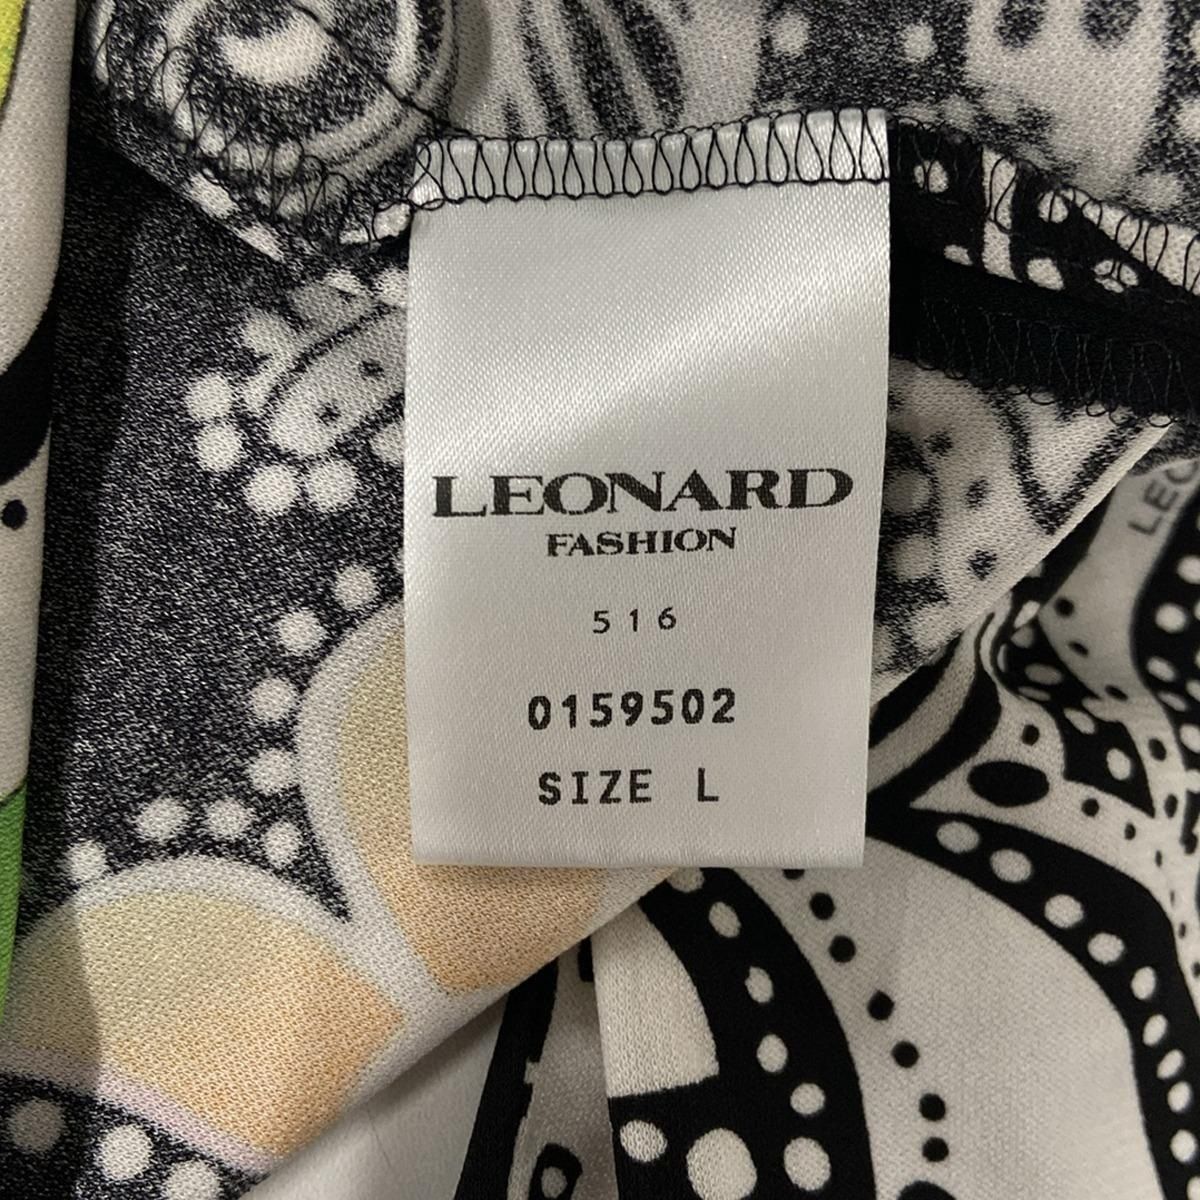 LEONARD
FASHION
516
0159502
SIZE L